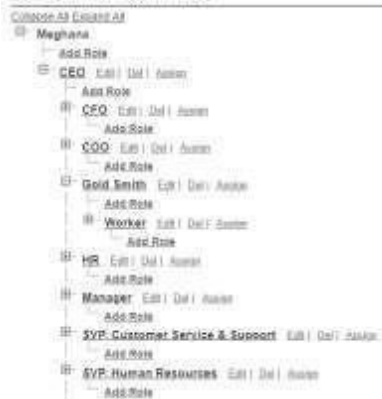 Collapse All Expand All
Meghana
Add Role
CEO Edit | Del | Assign
Add Role
CFO Edit | Del | Assign
Add Role
COO Edit | Del | Assign
Add Role
Gold Smith Edit | Del | Assign
Add Role
Worker Edit | Del | Assign
Add Role
HR Edit | Del | Assign
Add Role
Manager Edit | Del | Assign
Add Role
SVP, Customer Service & Support Edit | Del | Assign
Add Role
SVP, Human Resources Edit | Del | Assign
Add Role